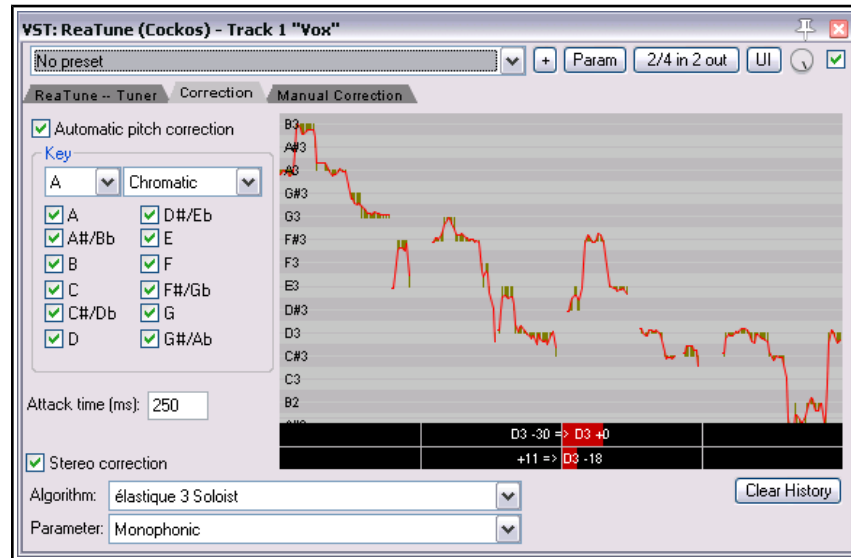 VST: ReaTune (Cockos) - Track 1 "Vox"
No preset + Param 2/4 in 2 out UI
ReaTune -- Tuner Correction Manual Correction
Automatic pitch correction
Key
A Chromatic
A D#/Eb
A#/Bb E
B F
C F#/Gb
C#/Db G
D G#/Ab
Attack time (ms): 250
B3
A#3
A3
G#3
G3
F#3
F3
E3
D#3
D3
C#3
C3
B2
D3 -30 => D3 +0
+11 => D3 -18
Stereo correction
Algorithm: élastique 3 Soloist
Clear History
Parameter: Monophonic